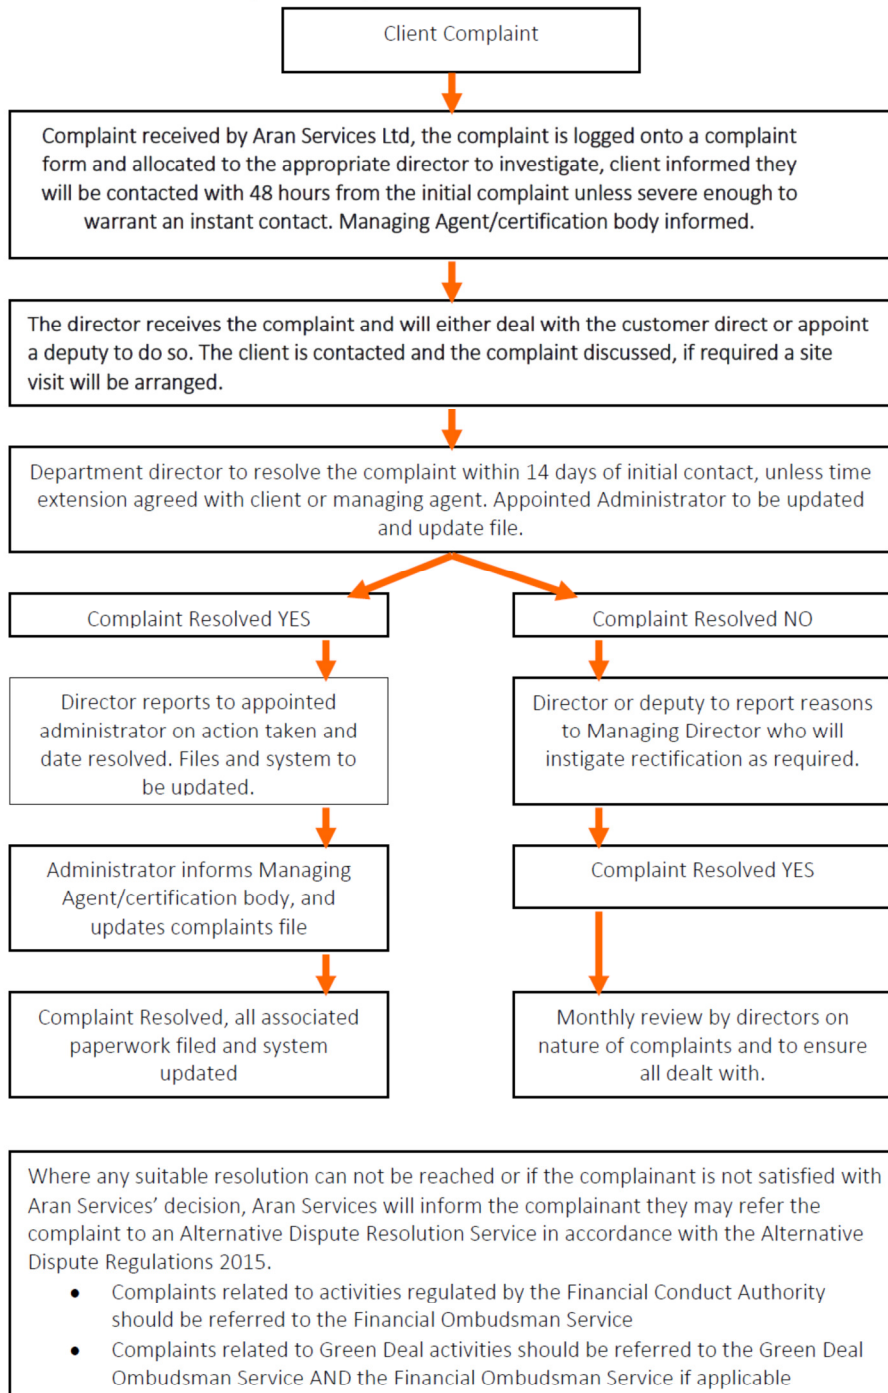 Client Complaint
Complaint received by Aran Services Ltd, the complaint is logged onto a complaint
form and allocated to the appropriate director to investigate, client informed they
will be contacted with 48 hours from the initial complaint unless severe enough to
warrant an instant contact. Managing Agent/certification body informed.
The director receives the complaint and will either deal with the customer direct or appoint
a deputy to do so. The client is contacted and the complaint discussed, if required a site
visit will be arranged.
Department director to resolve the complaint within 14 days of initial contact, unless time
extension agreed with client or managing agent. Appointed Administrator to be updated
and update file.
Complaint Resolved YES
Director reports to appointed
administrator on action taken and
date resolved. Files and system to
be updated.
Administrator informs Managing
Agent/certification body, and
updates complaints file
Complaint Resolved, all associated
paperwork filed and system
updated
Complaint Resolved NO
Director or deputy to report reasons
to Managing Director who will
instigate rectification as required.
Complaint Resolved YES
Monthly review by directors on
nature of complaints and to ensure
all dealt with.
Where any suitable resolution can not be reached or if the complainant is not satisfied with
Aran Services’ decision, Aran Services will inform the complainant they may refer the
complaint to an Alternative Dispute Resolution Service in accordance with the Alternative
Dispute Regulations 2015.
• Complaints related to activities regulated by the Financial Conduct Authority
should be referred to the Financial Ombudsman Service
• Complaints related to Green Deal activities should be referred to the Green Deal
Ombudsman Service AND the Financial Ombudsman Service if applicable